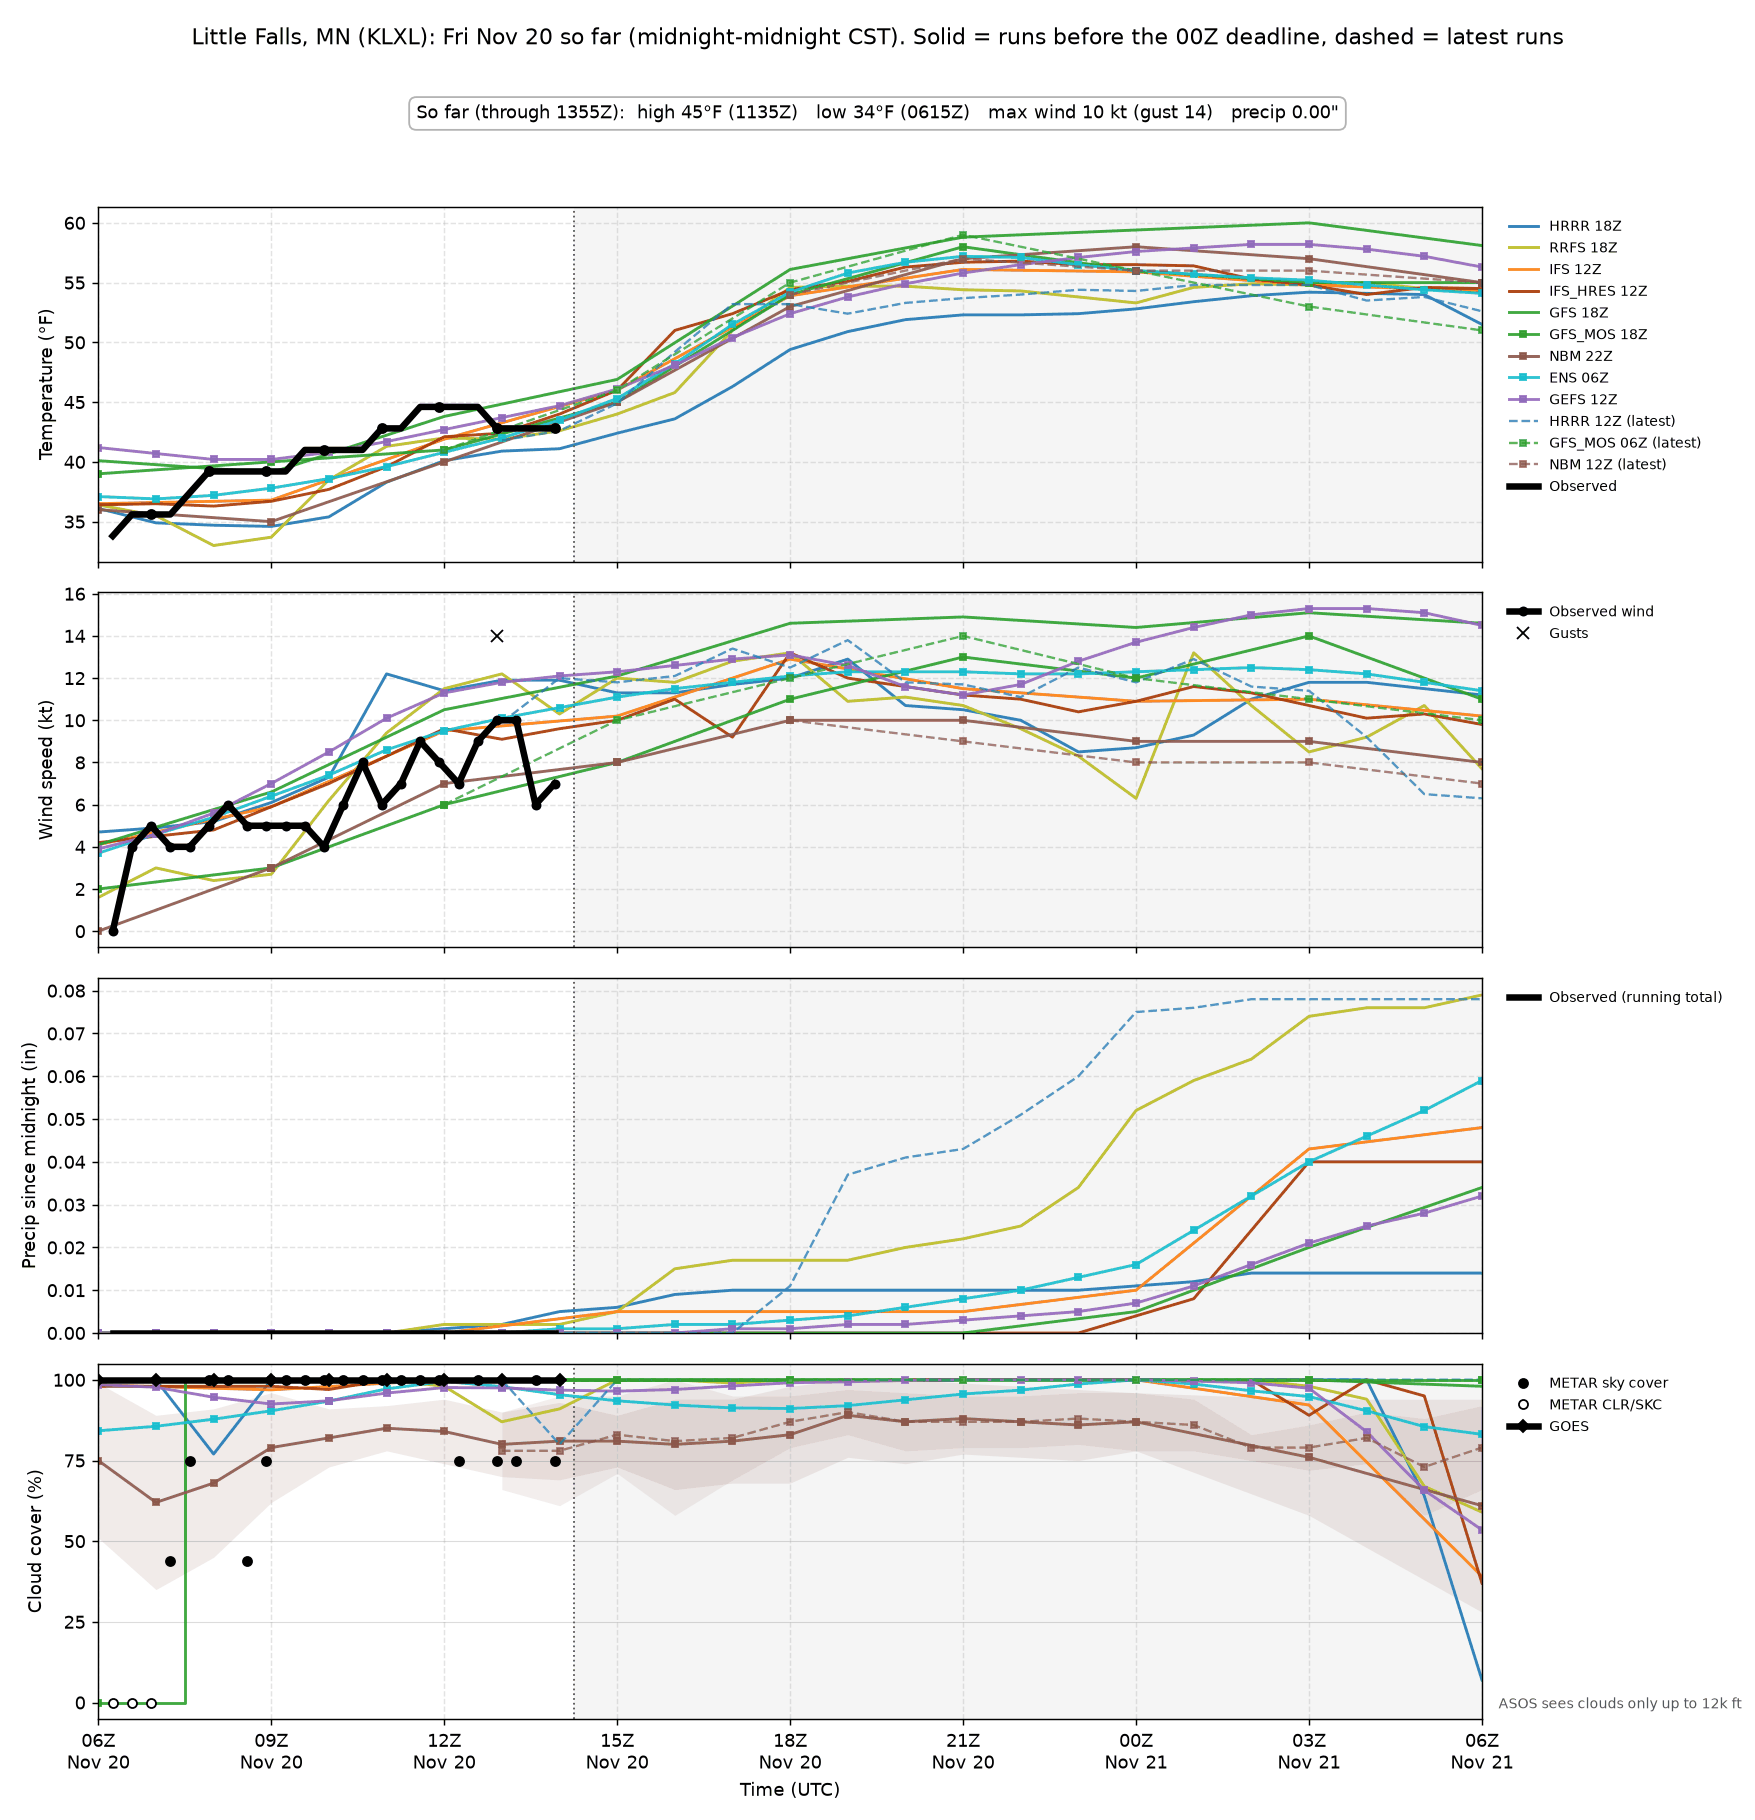 Little Falls, MN (KLXL): Fri Nov 20 so far (midnight-midnight CST). Solid = runs before the 00Z deadline, dashed = latest runs
So far (through 1355Z):  high 45°F (1135Z)   low 34°F (0615Z)   max wind 10 kt (gust 14)   precip 0.00"
Temperature (°F)
60
55
50
45
40
35
HRRR 18Z
RRFS 18Z
IFS 12Z
IFS_HRES 12Z
GFS 18Z
GFS_MOS 18Z
NBM 22Z
ENS 06Z
GEFS 12Z
HRRR 12Z (latest)
GFS_MOS 06Z (latest)
NBM 12Z (latest)
Observed
Wind speed (kt)
16
14
12
10
8
6
4
2
0
Observed wind
Gusts
Precip since midnight (in)
0.08
0.07
0.06
0.05
0.04
0.03
0.02
0.01
0.00
Observed (running total)
Cloud cover (%)
100
75
50
25
0
METAR sky cover
METAR CLR/SKC
GOES
ASOS sees clouds only up to 12k ft
06Z
Nov 20
09Z
Nov 20
12Z
Nov 20
15Z
Nov 20
18Z
Nov 20
21Z
Nov 20
00Z
Nov 21
03Z
Nov 21
06Z
Nov 21
Time (UTC)